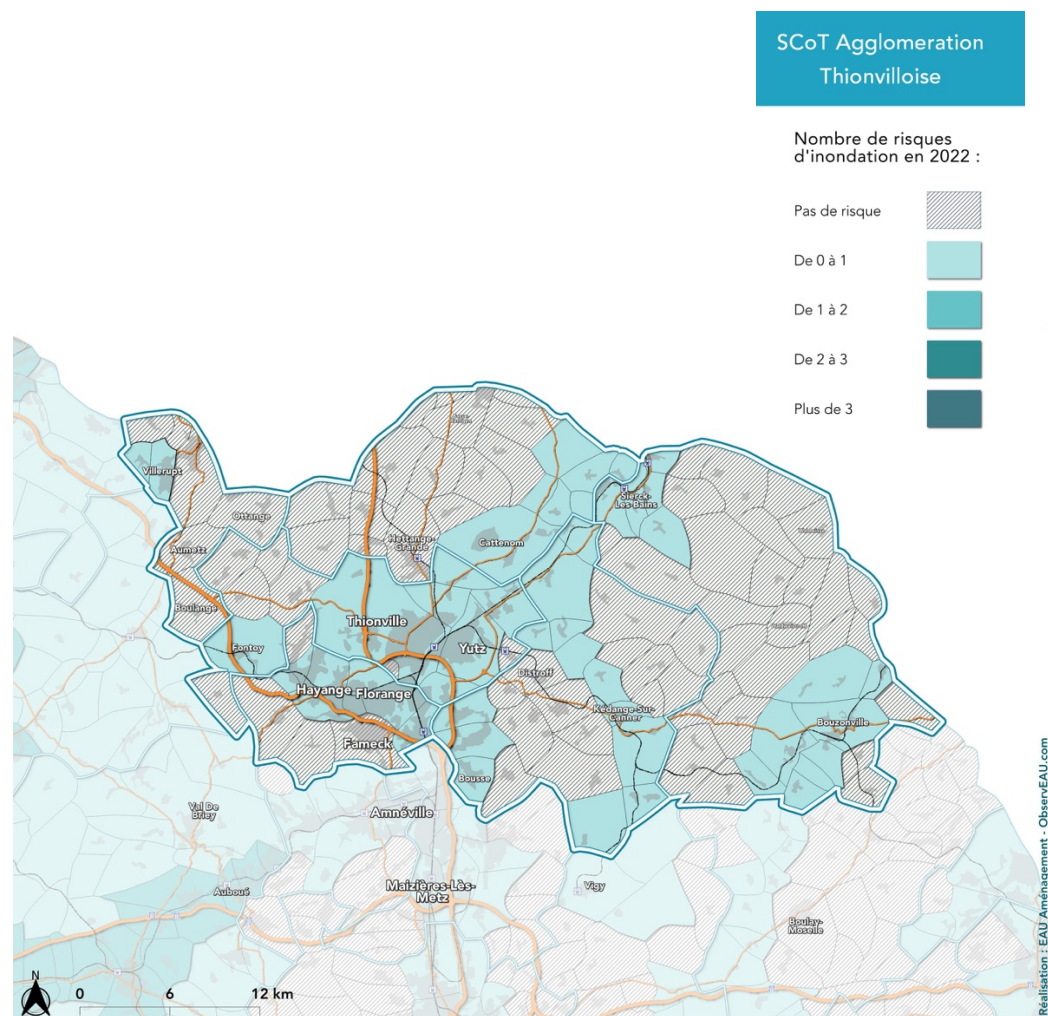 SCoT Agglomeration
Thionvilloise
Nombre de risques
d'inondation en 2022 :
Pas de risque
De 0 à 1
De 1 à 2
De 2 à 3
Plus de 3
Villerupt
Ottange
Aumetz
Hettange-
Grande
Cattenom
Sierck-
Les-Bains
Boulange
Fontoy
Thionville
Yutz
Distroff
Hayange
Florange
Kédange-Sur-
Canner
Bouzonville
Fameck
Bousse
Val De
Briey
Amnéville
Auboué
Maizières-Lès-
Metz
Vigy
Boulay-
Moselle
N
0
6
12 km
Réalisation : EAU Aménagement - ObservEAU.com